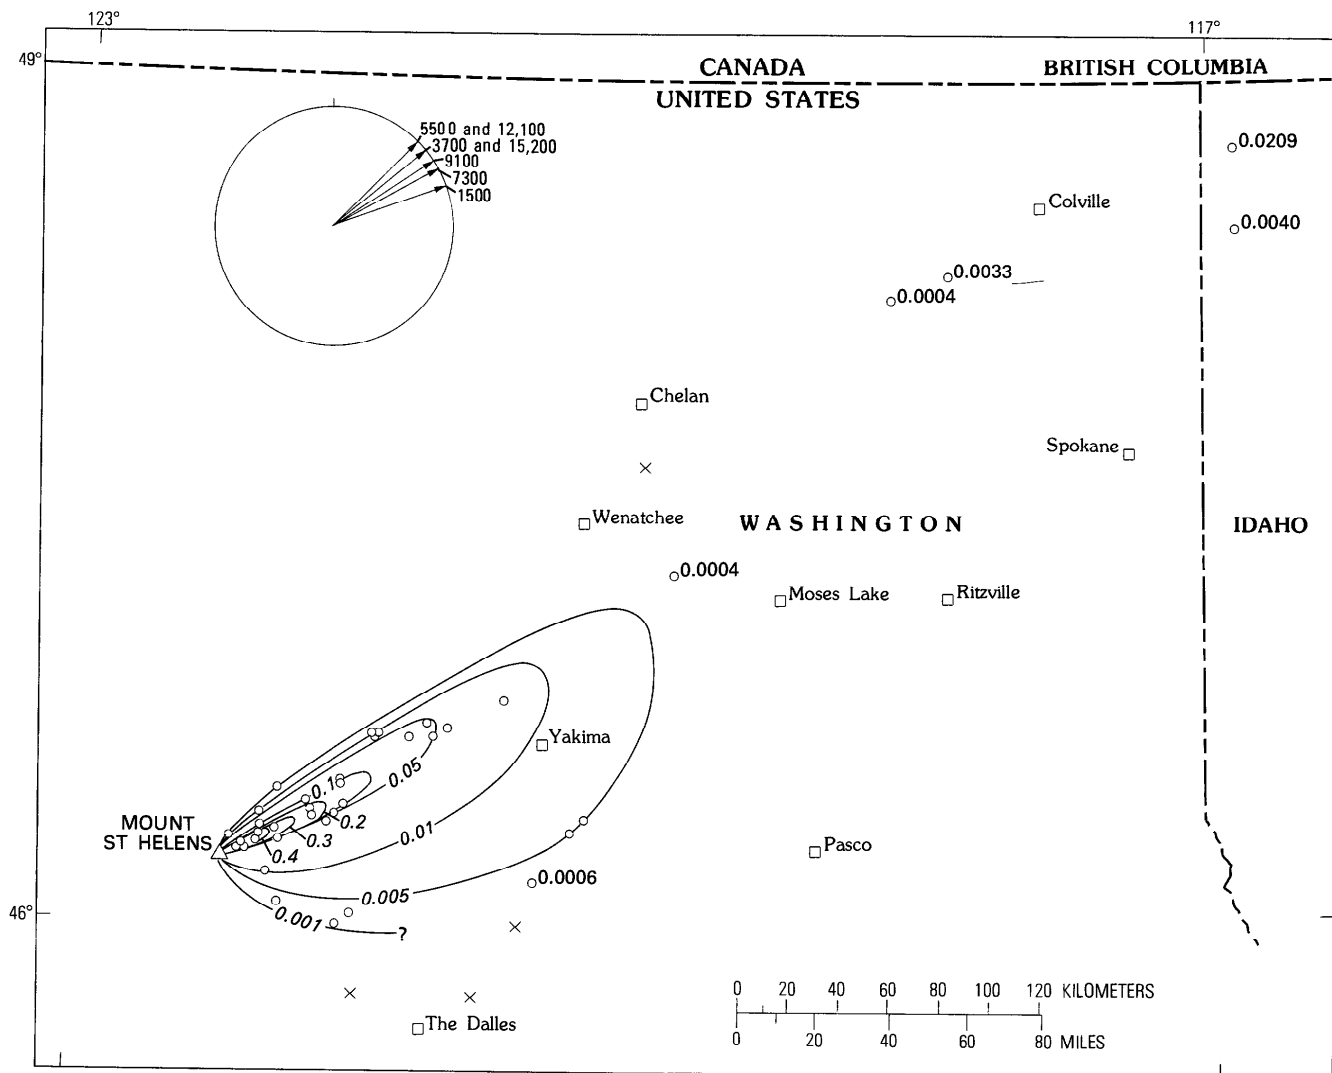 123°
117°
49°
CANADA
BRITISH COLUMBIA
UNITED STATES
5500 and 12,100
3700 and 15,200
9100
7300
1500
0.0209
Colville
0.0040
0.0033
0.0004
Chelan
Spokane
Wenatchee
WASHINGTON
IDAHO
0.0004
Moses Lake
Ritzville
Yakima
0.05
0.1
0.2
0.3
0.4
0.01
MOUNT
ST HELENS
Pasco
0.0006
0.005
0.001
?
46°
0 20 40 60 80 100 120 KILOMETERS
0 20 40 60 80 MILES
The Dalles